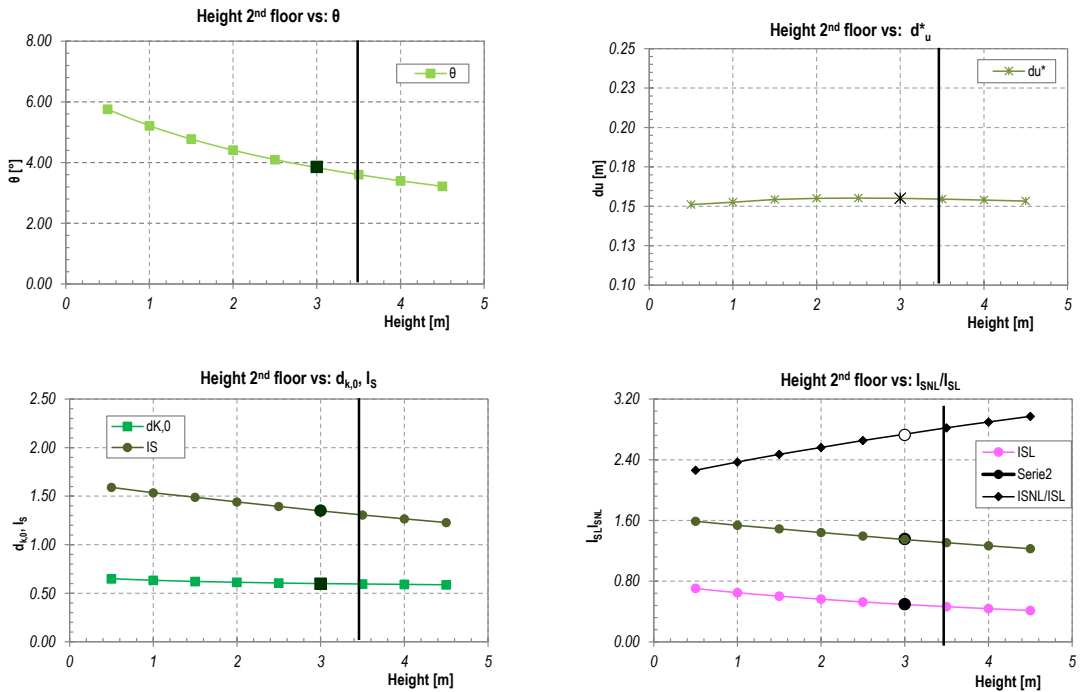 Height 2nd floor vs: θ
8.00
6.00
4.00
2.00
0.00
θ [°]
θ
0 1 2 3 4 5
Height [m]
Height 2nd floor vs: d*u
0.25
0.23
0.20
0.18
0.15
0.13
0.10
du [m]
du*
0 1 2 3 4 5
Height [m]
Height 2nd floor vs: dk,0, IS
2.50
2.00
1.50
1.00
0.50
0.00
dk,0, IS
dK,0
IS
0 1 2 3 4 5
Height [m]
Height 2nd floor vs: ISNL/ISL
3.20
2.40
1.60
0.80
0.00
ISLISNL
ISL
Serie2
ISNL/ISL
0 1 2 3 4 5
Height [m]